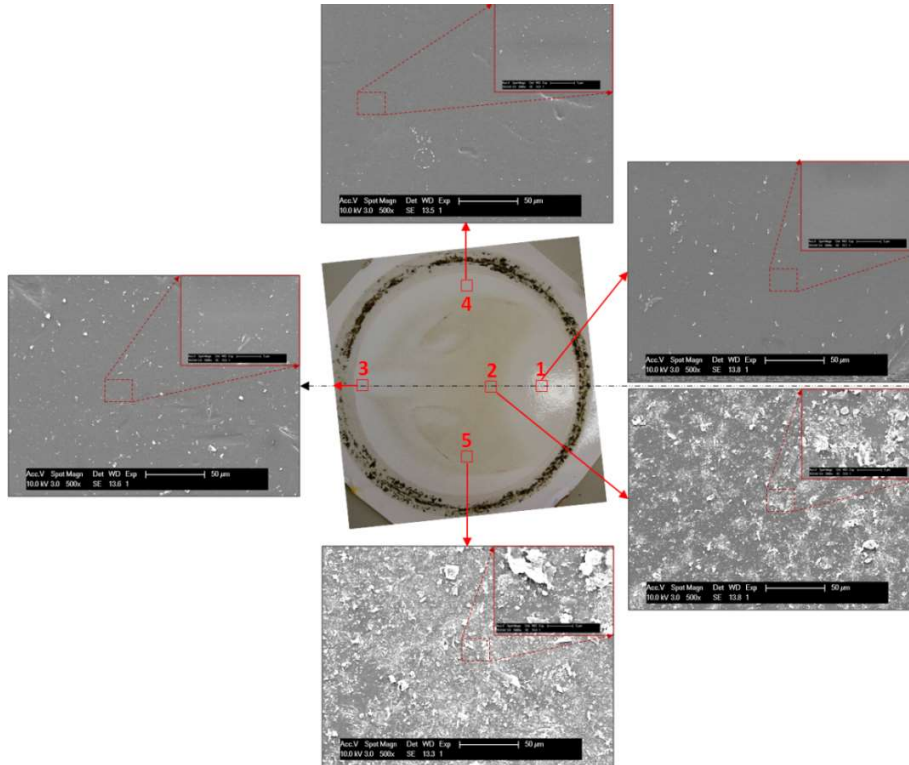 Acc.V Spot Magn Det WD Exp
10.0 kV 3.0 500x SE 13.5 1
50 µm
Acc.V Spot Magn Det WD Exp
10.0 kV 3.0 500x SE 13.8 1
50 µm
4
3
2
1
5
Acc.V Spot Magn Det WD Exp
10.0 kV 3.0 500x SE 13.6 1
50 µm
Acc.V Spot Magn Det WD Exp
10.0 kV 3.0 500x SE 13.8 1
50 µm
Acc.V Spot Magn Det WD Exp
10.0 kV 3.0 500x SE 13.3 1
50 µm